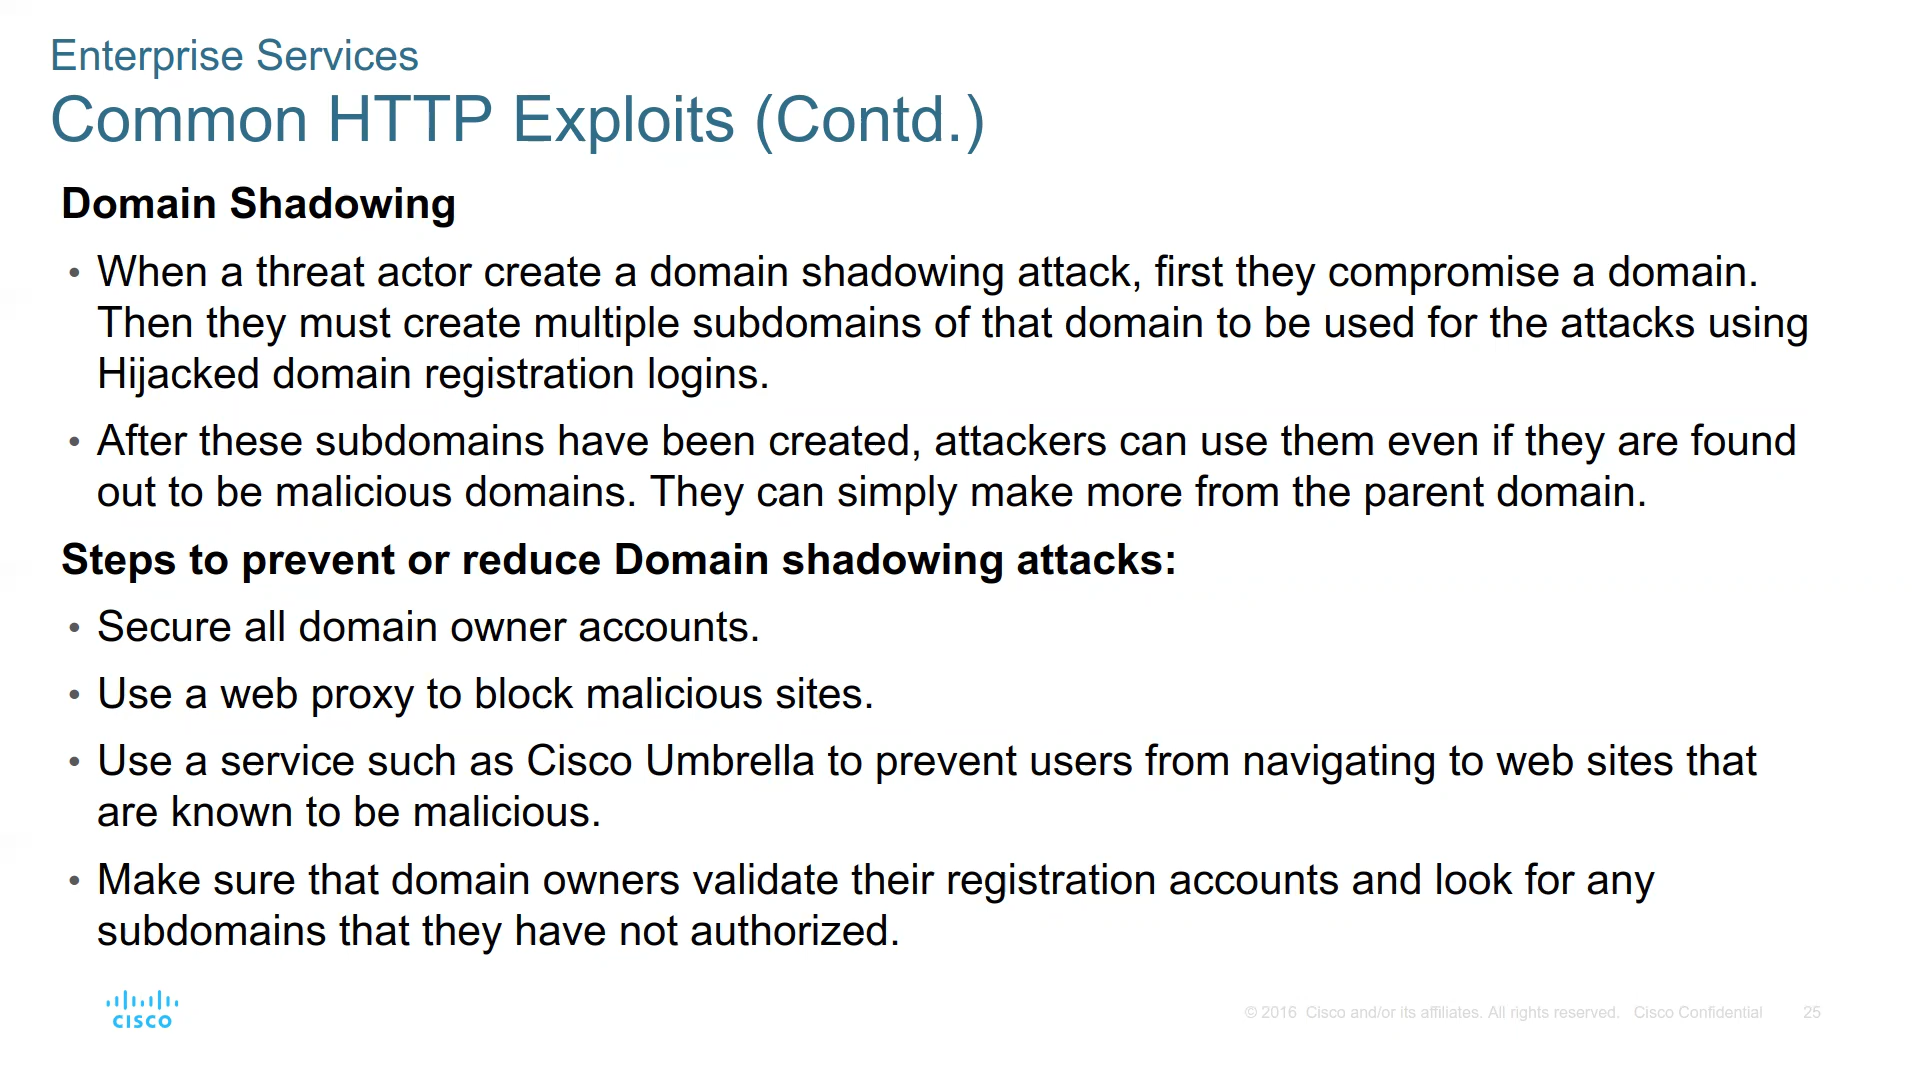 Enterprise Services
Common HTTP Exploits (Contd.)
Domain Shadowing
• When a threat actor create a domain shadowing attack, first they compromise a domain.
Then they must create multiple subdomains of that domain to be used for the attacks using
Hijacked domain registration logins.
• After these subdomains have been created, attackers can use them even if they are found
out to be malicious domains. They can simply make more from the parent domain.
Steps to prevent or reduce Domain shadowing attacks:
• Secure all domain owner accounts.
• Use a web proxy to block malicious sites.
• Use a service such as Cisco Umbrella to prevent users from navigating to web sites that
are known to be malicious.
• Make sure that domain owners validate their registration accounts and look for any
subdomains that they have not authorized.
CISCO
© 2016 Cisco and/or its affiliates. All rights reserved. Cisco Confidential 25